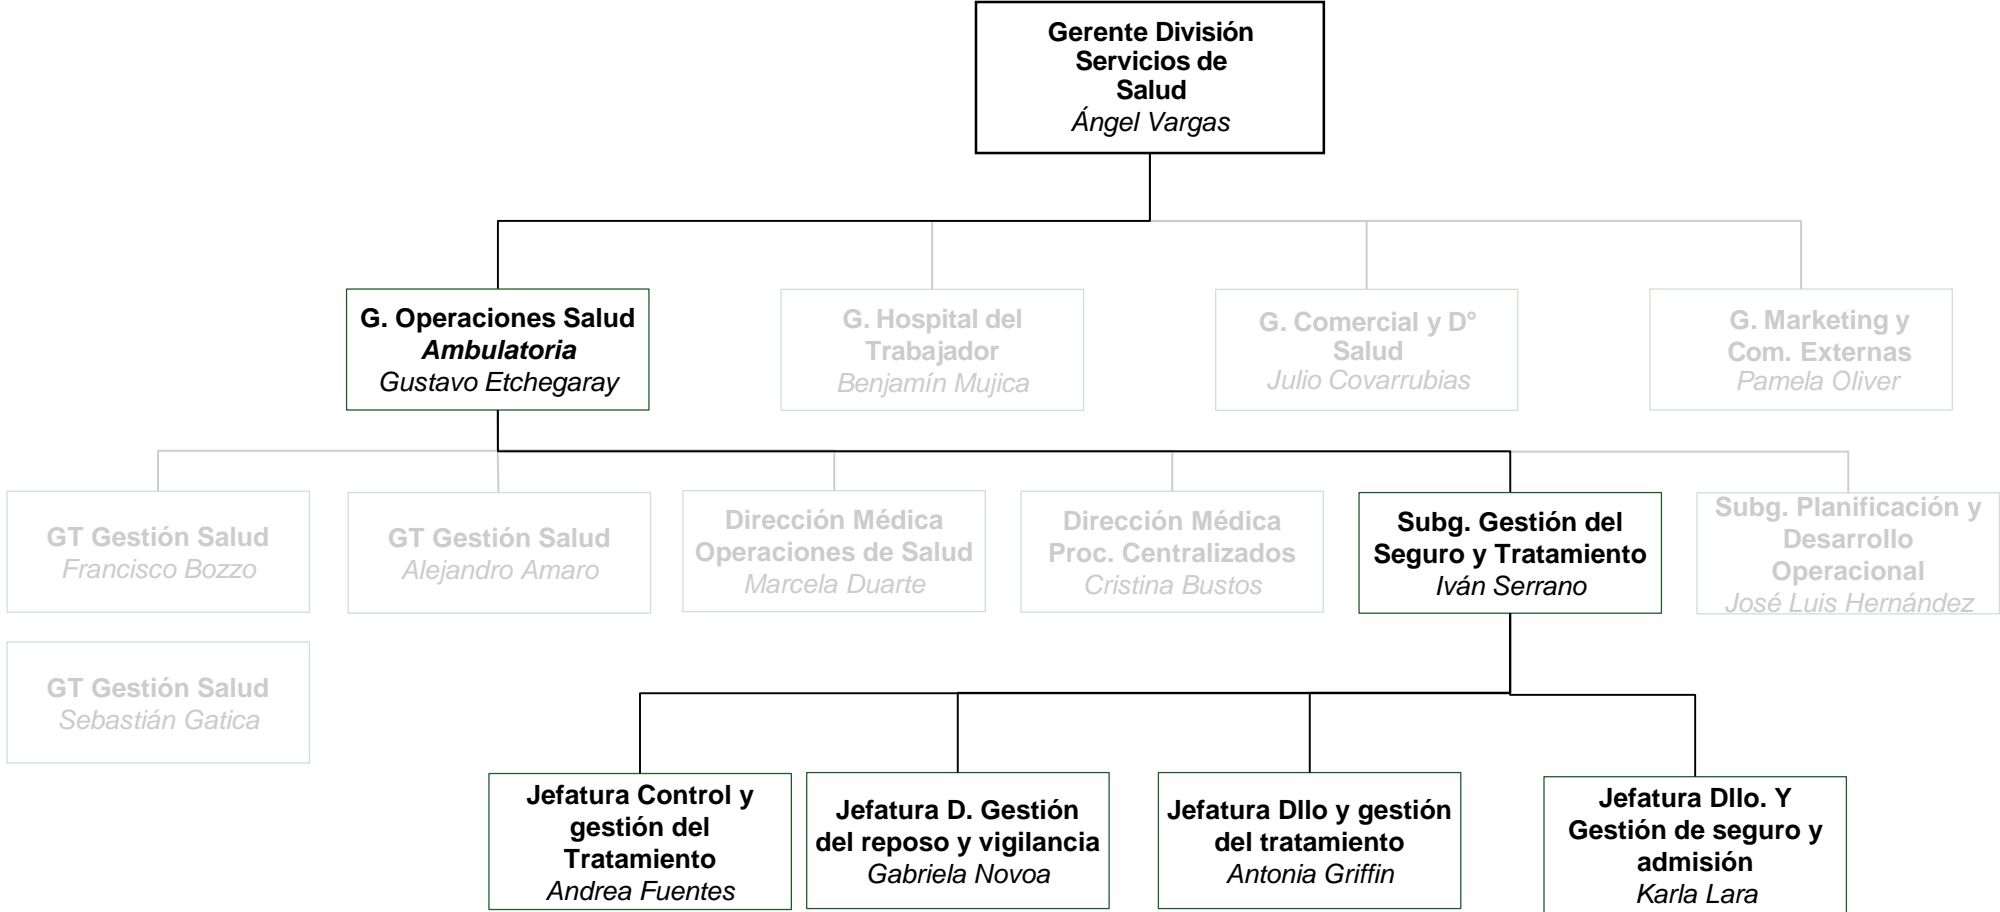 Gerente División
Servicios de
Salud
Ángel Vargas
G. Operaciones Salud
Ambulatoria
Gustavo Etchegaray
G. Hospital del
Trabajador
Benjamín Mujica
G. Comercial y D°
Salud
Julio Covarrubias
G. Marketing y
Com. Externas
Pamela Oliver
GT Gestión Salud
Francisco Bozzo
GT Gestión Salud
Alejandro Amaro
Dirección Médica
Operaciones de Salud
Marcela Duarte
Dirección Médica
Proc. Centralizados
Cristina Bustos
Subg. Gestión del
Seguro y Tratamiento
Iván Serrano
Subg. Planificación y
Desarrollo
Operacional
José Luis Hernández
GT Gestión Salud
Sebastián Gatica
Jefatura Control y
gestión del
Tratamiento
Andrea Fuentes
Jefatura D. Gestión
del reposo y vigilancia
Gabriela Novoa
Jefatura Dllo y gestión
del tratamiento
Antonia Griffin
Jefatura Dllo. Y
Gestión de seguro y
admisión
Karla Lara